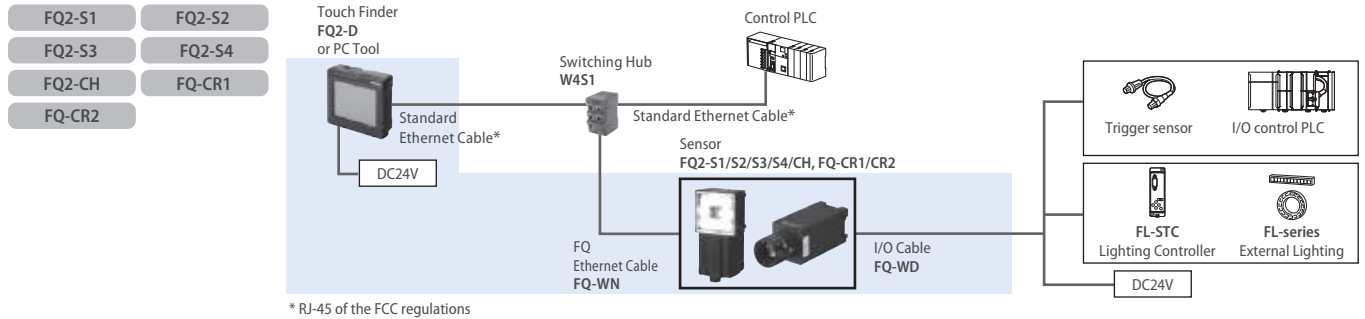 FQ2-S1 FQ2-S2
FQ2-S3 FQ2-S4
FQ2-CH FQ-CR1
FQ-CR2
Touch Finder
FQ2-D
or PC Tool
Standard
Ethernet Cable*
DC24V
Switching Hub
W4S1
Control PLC
Standard Ethernet Cable*
Sensor
FQ2-S1/S2/S3/S4/CH, FQ-CR1/CR2
FQ
Ethernet Cable
FQ-WN
I/O Cable
FQ-WD
Trigger sensor
I/O control PLC
FL-STC
Lighting Controller
FL-series
External Lighting
DC24V
* RJ-45 of the FCC regulations